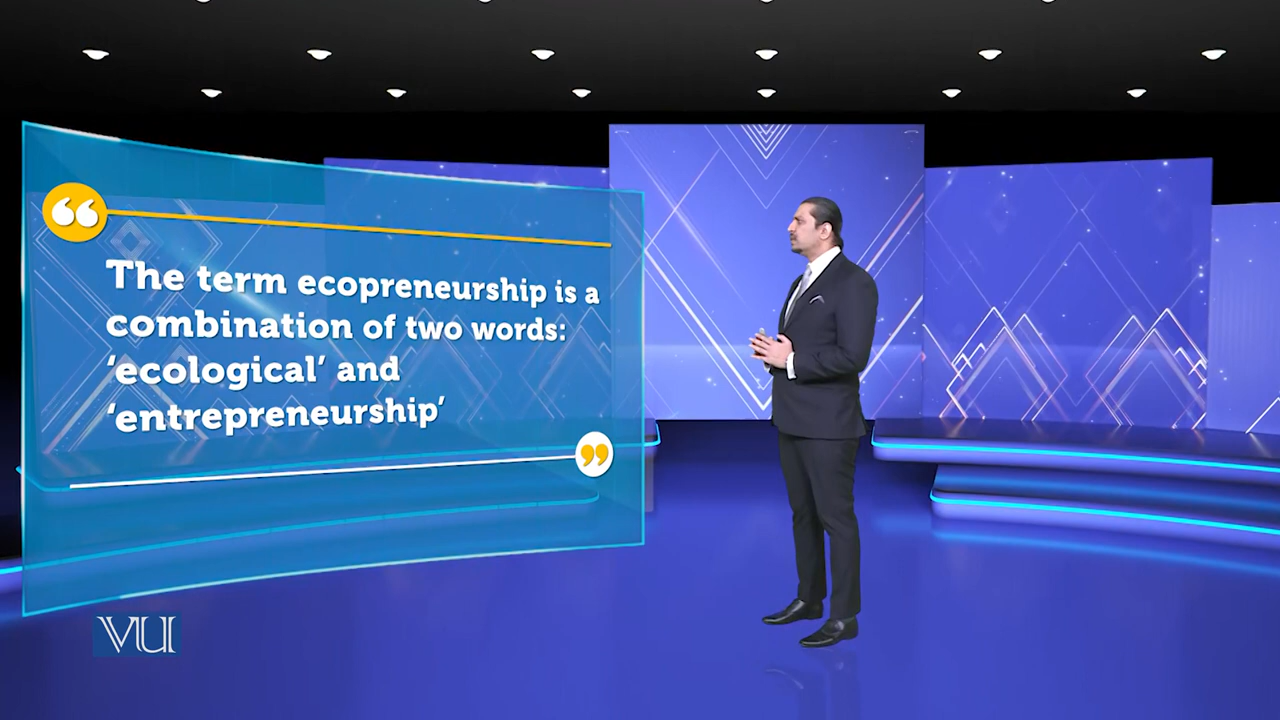 The term ecopreneurship is a
combination of two words:
‘ecological’ and
‘entrepreneurship’
VU